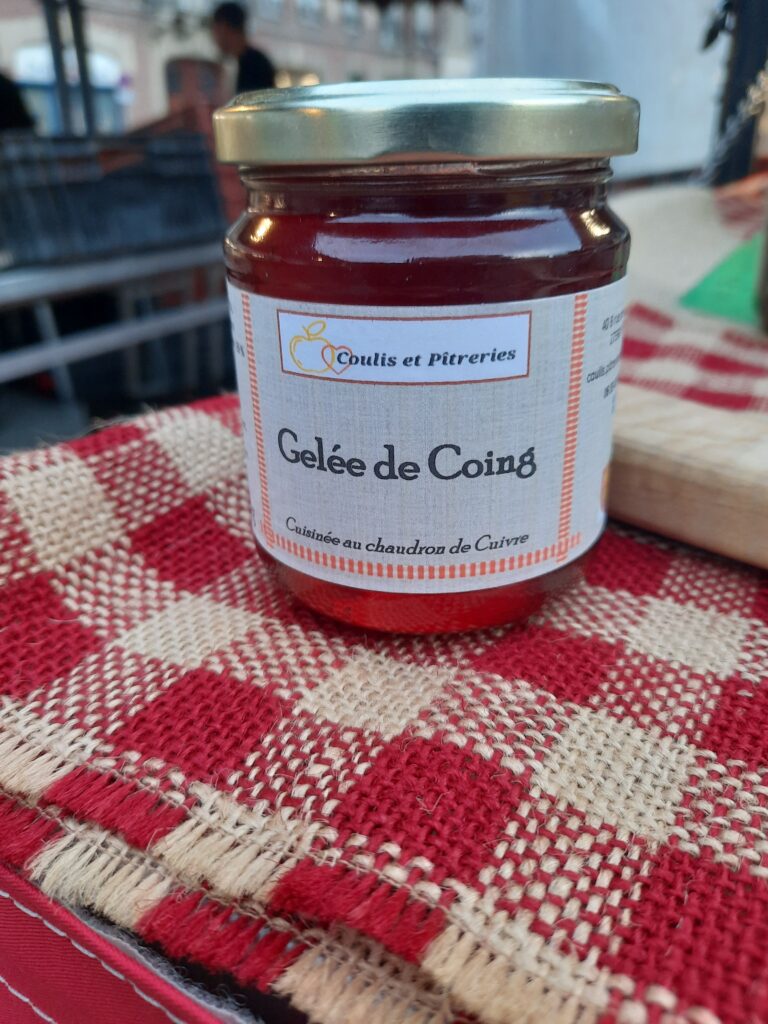 Coulis et Pîtreries
Gelée de Coing
Cuisinée au chaudron de Cuivre